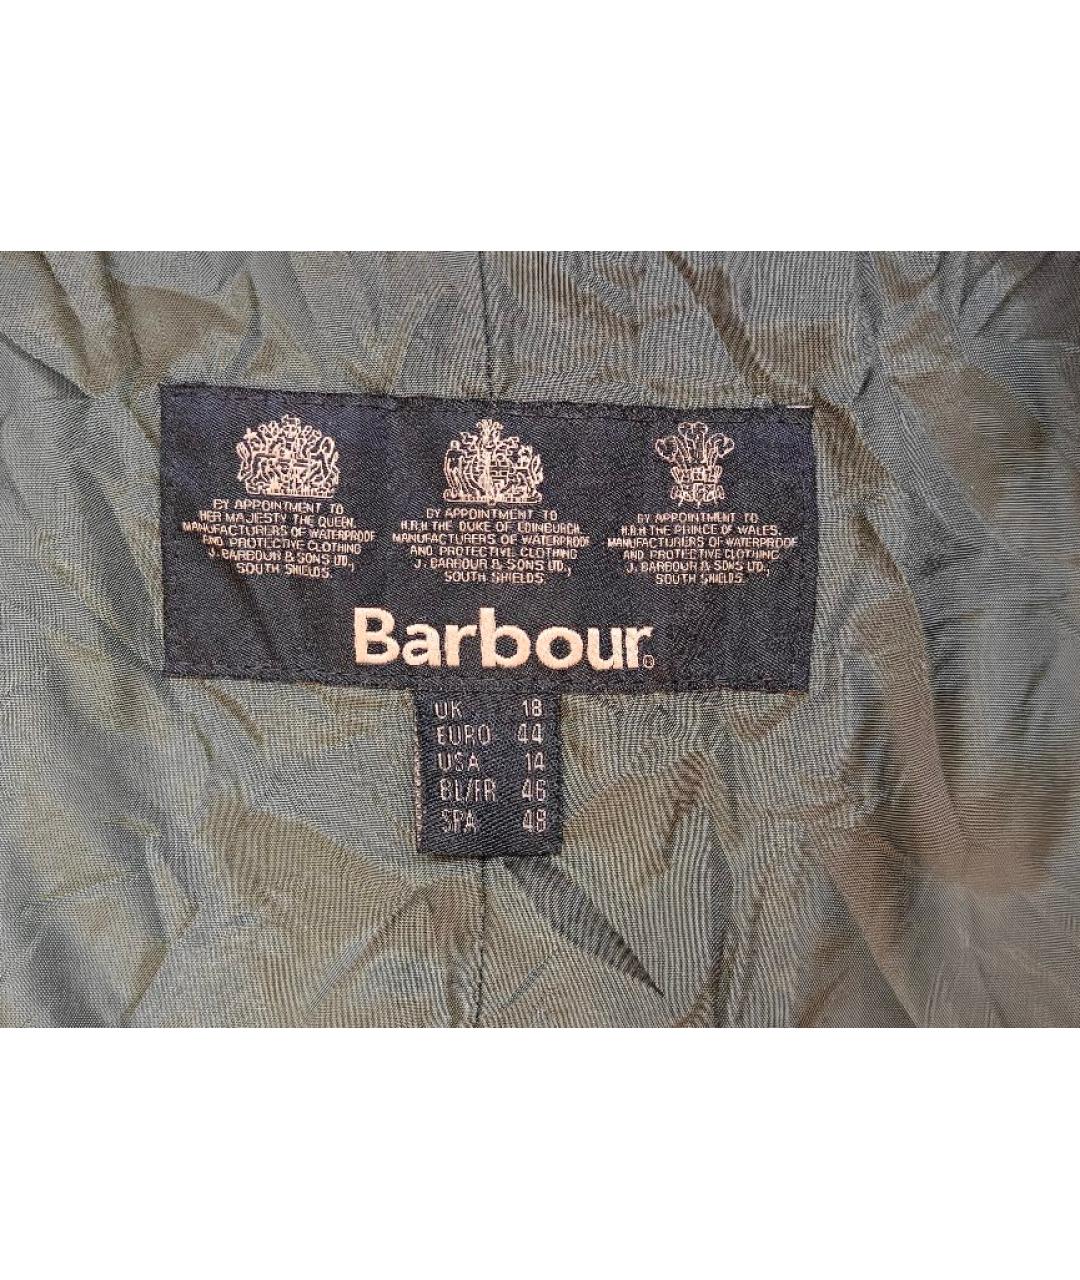 BY APPOINTMENT TO
HER MAJESTY THE QUEEN,
MANUFACTURERS OF WATERPROOF
AND PROTECTIVE CLOTHING
J. BARBOUR & SONS LTD.,
SOUTH SHIELDS.
BY APPOINTMENT TO
H.R.H THE DUKE OF EDINBURGH,
MANUFACTURERS OF WATERPROOF
AND PROTECTIVE CLOTHING
J. BARBOUR & SONS LTD.,
SOUTH SHIELDS.
BY APPOINTMENT TO
H.R.H THE PRINCE OF WALES.
MANUFACTURERS OF WATERPROOF
AND PROTECTIVE CLOTHING
J. BARBOUR & SONS LTD.,
SOUTH SHIELDS.
Barbour®
UK 18
EURO 44
USA 14
BL/FR 46
SPA 48